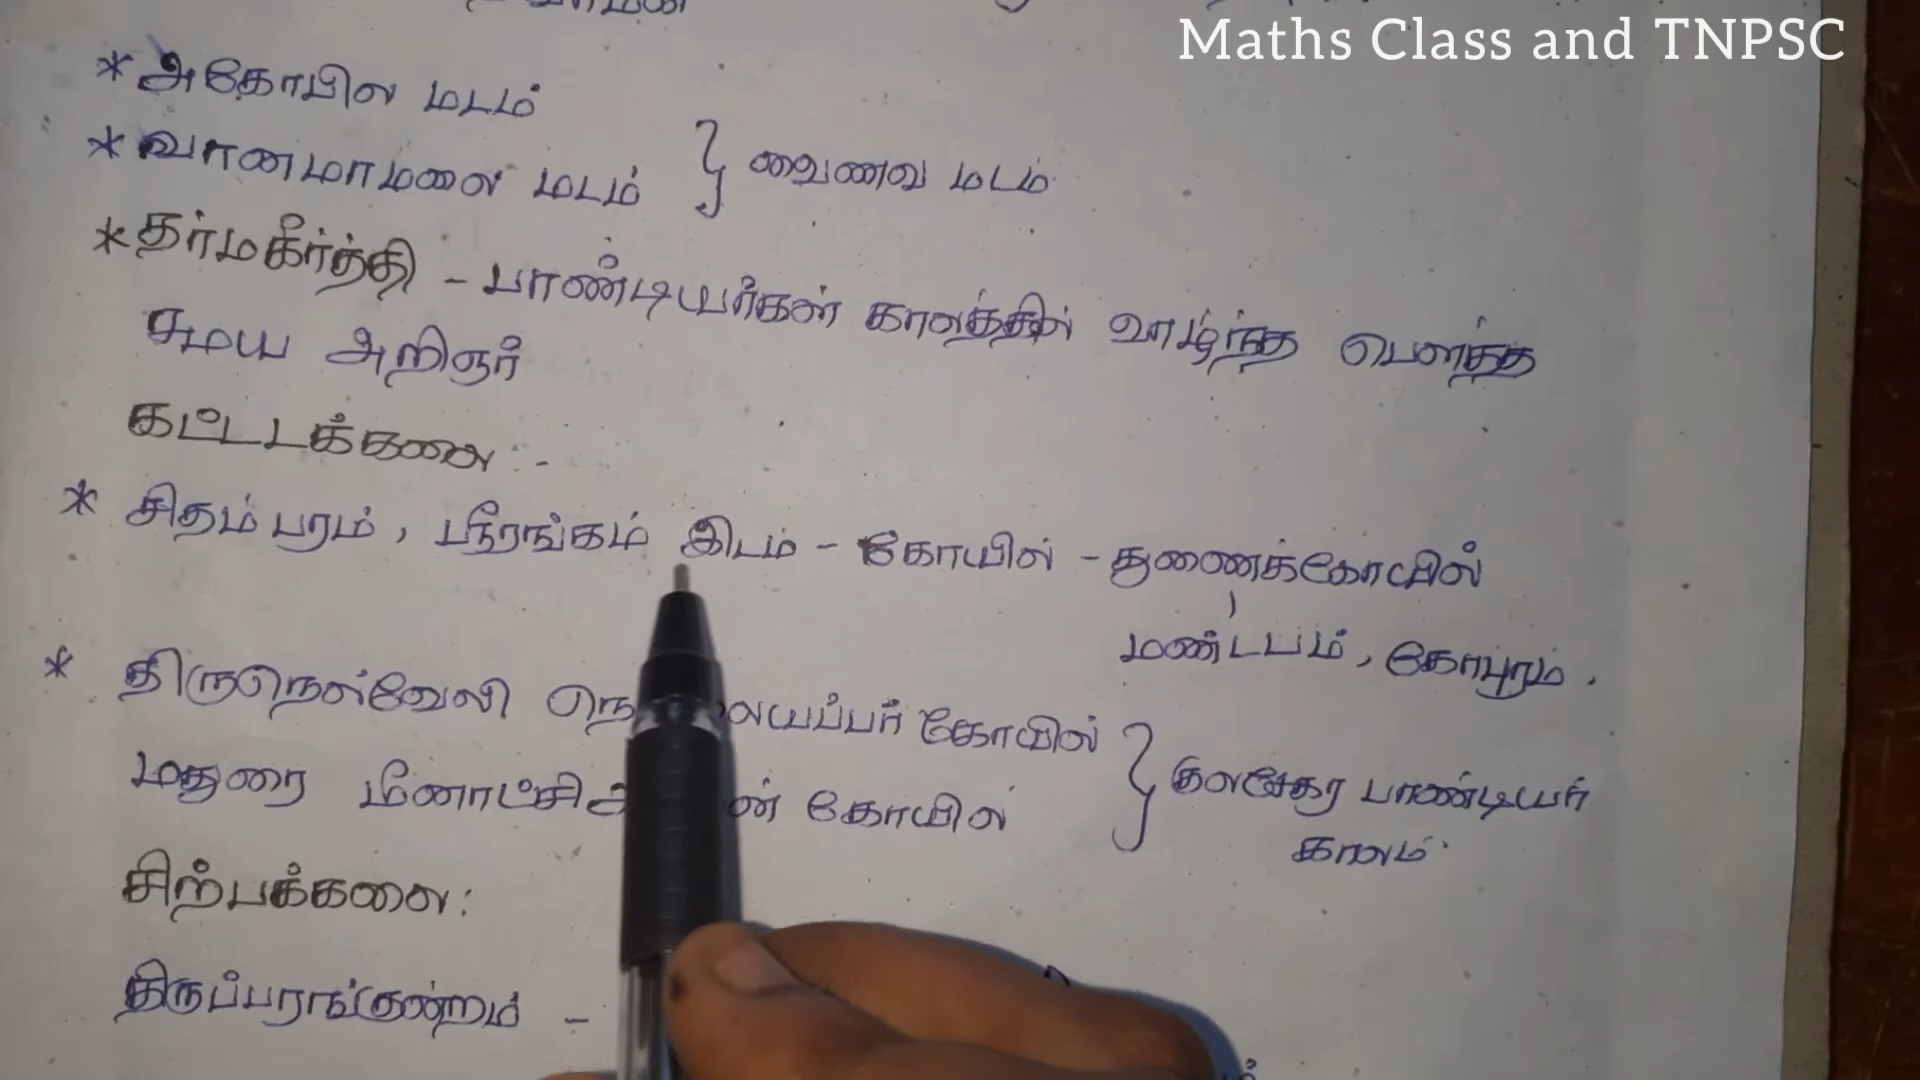 Maths Class and TNPSC
* அகோபில மடம்
* வானமாமலை மடம் } வைணவ மடம்
* தர்மகீர்த்தி - பாண்டியர்கள் காலத்தில் வாழ்ந்த பௌத்த
சமய அறிஞர்
கட்டடக்கலை :-
* சிதம்பரம், ஸ்ரீரங்கம் இடம் - கோயில் - துணைக்கோயில்
மண்டபம், கோபுரம்.
* திருநெல்வேலி கோயில்
மதுரை கோயில் } குலசேகர பாண்டியர்
காலம்
சிற்பக்கலை:
திருப்பரங்குன்றம் -